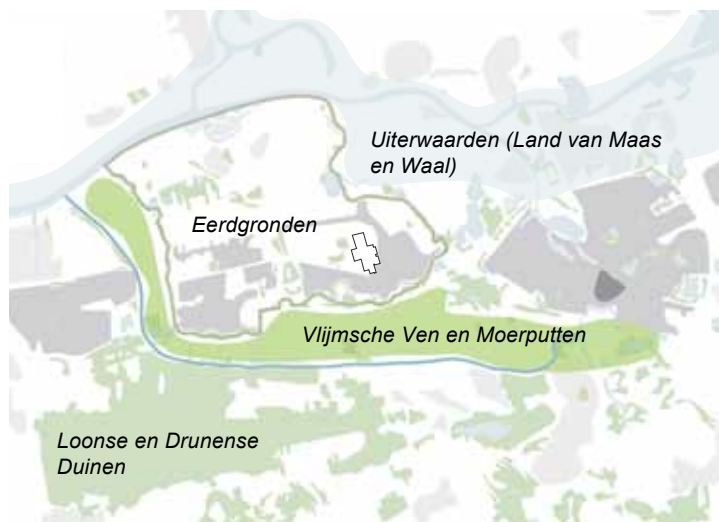 Uiterwaarden (Land van Maas
en Waal)
Eerdgronden
Vlijmsche Ven en Moerputten
Loonse en Drunense
Duinen